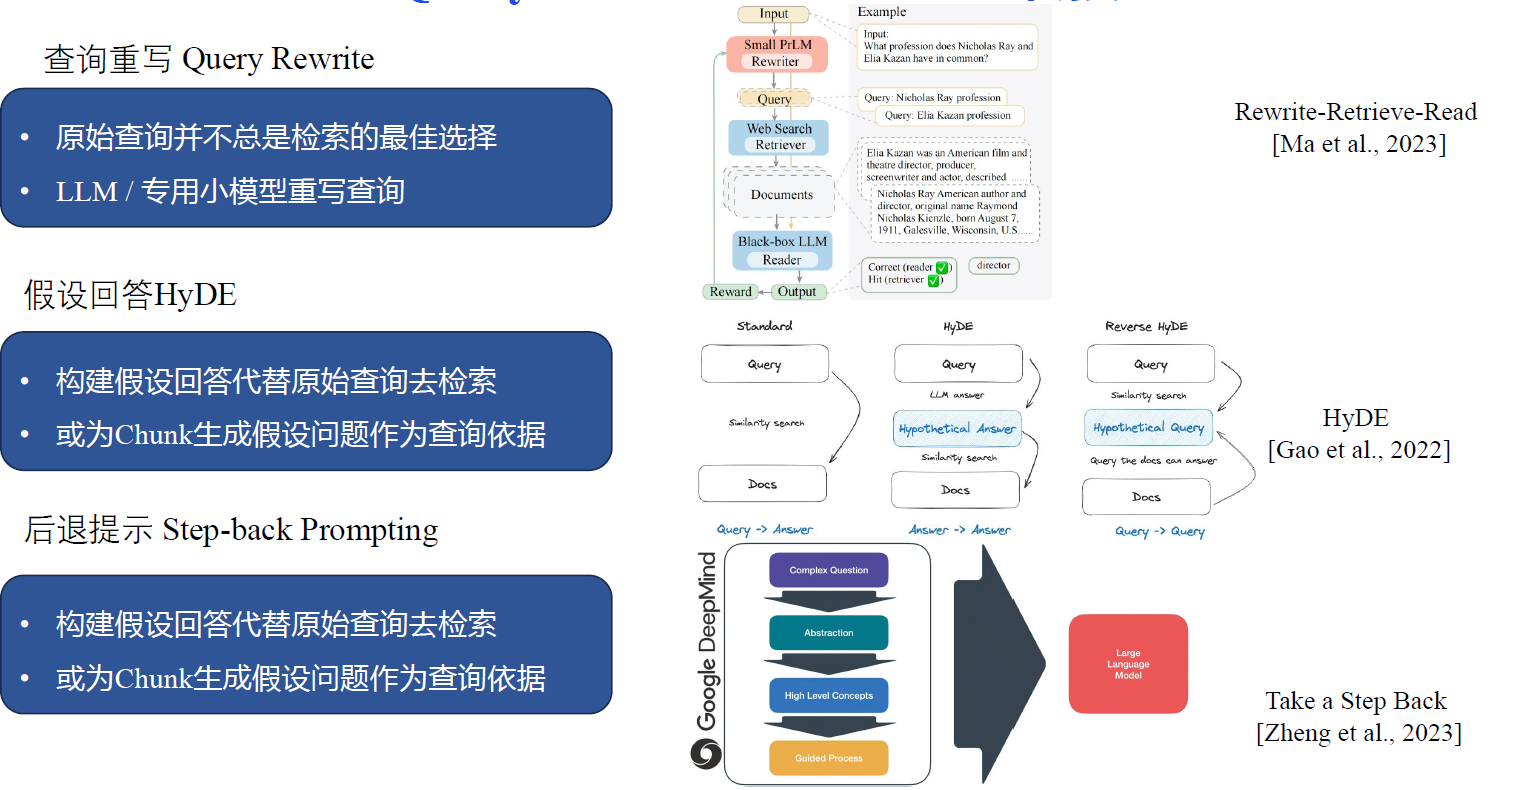 查询重写 Query Rewrite
• 原始查询并不总是检索的最佳选择
• LLM / 专用小模型重写查询
Input
Small PrLM
Rewriter
Query
Web Search
Retriever
Documents
Black-box LLM
Reader
Reward
Output
Example
Input:
What profession does Nicholas Ray and
Elia Kazan have in common?
Query: Nicholas Ray profession
Query: Elia Kazan profession
Elia Kazan was an American film and
theatre director, producer,
screenwriter and actor, described ......
Nicholas Ray American author and
director, original name Raymond
Nicholas Kienzle, born August 7,
1911, Galesville, Wisconsin, U.S......
Correct (reader ✅)
Hit (retriever ✅)
director
Rewrite-Retrieve-Read
[Ma et al., 2023]
假设回答HyDE
• 构建假设回答代替原始查询去检索
• 或为Chunk生成假设问题作为查询依据
Standard
Query
Similarity search
Docs
Query -> Answer
HyDE
Query
LLM answer
Hypothetical Answer
Similarity search
Docs
Answer -> Answer
Reverse HyDE
Query
Similarity search
Hypothetical Query
Query the docs can answer
Docs
Query -> Query
HyDE
[Gao et al., 2022]
后退提示 Step-back Prompting
• 构建假设回答代替原始查询去检索
• 或为Chunk生成假设问题作为查询依据
Google DeepMind
Complex Question
Abstraction
High Level Concepts
Guided Process
Large
Language
Model
Take a Step Back
[Zheng et al., 2023]